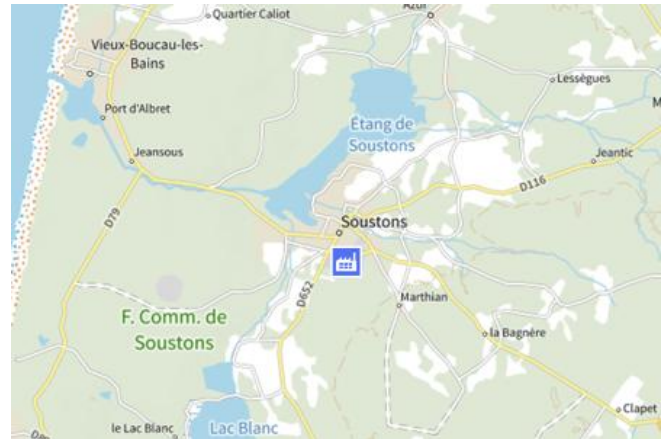 Quartier Caliot
Azur
Vieux-Boucau-les-
Bains
Lessègues
Port d'Albret
Étang de
Soustons
Jeansous
Jeantic
D116
D79
Soustons
D652
Marthian
F. Comm. de
Soustons
la Bagnère
Clapet
le Lac Blanc
Lac Blanc